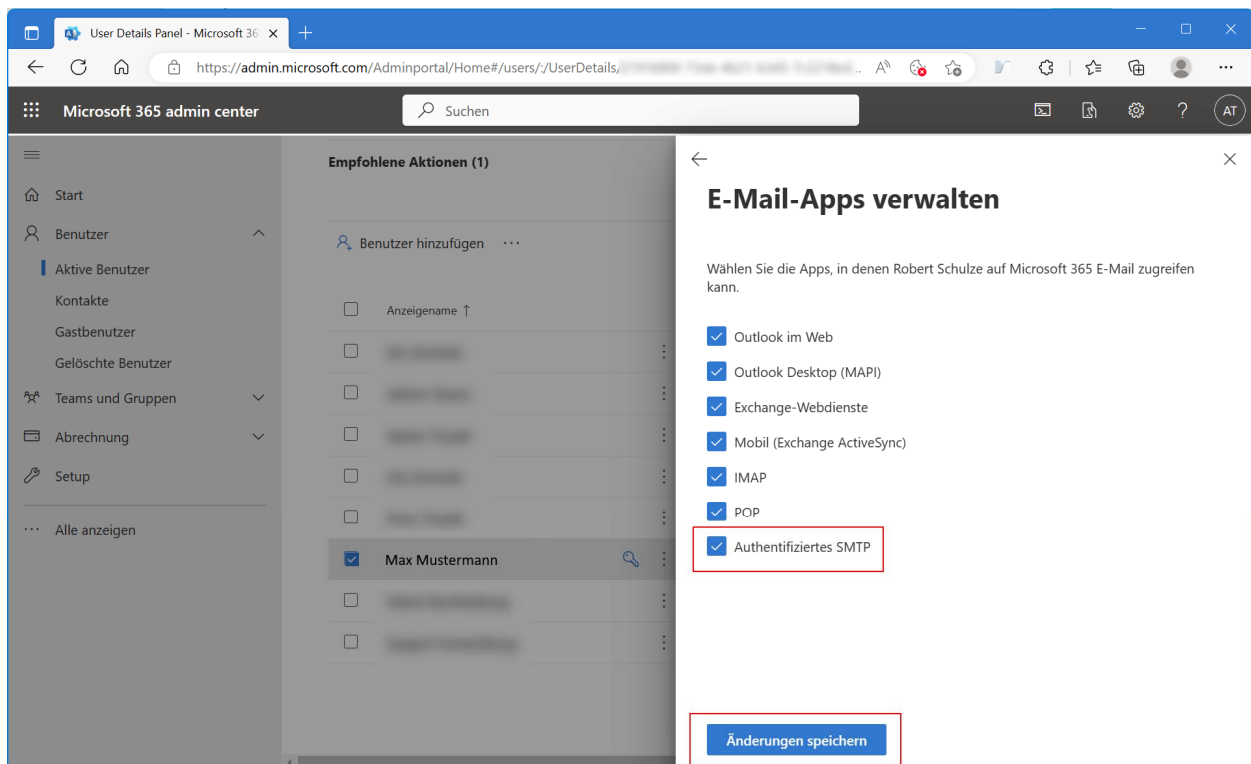 User Details Panel - Microsoft 36
https://admin.microsoft.com/Adminportal/Home#/users/:/UserDetails/
Microsoft 365 admin center
Suchen
AT
Start
Benutzer
Aktive Benutzer
Kontakte
Gastbenutzer
Gelöschte Benutzer
Teams und Gruppen
Abrechnung
Setup
Alle anzeigen
Empfohlene Aktionen (1)
Benutzer hinzufügen
Anzeigename ↑
Max Mustermann
E-Mail-Apps verwalten
Wählen Sie die Apps, in denen Robert Schulze auf Microsoft 365 E-Mail zugreifen
kann.
Outlook im Web
Outlook Desktop (MAPI)
Exchange-Webdienste
Mobil (Exchange ActiveSync)
IMAP
POP
Authentifiziertes SMTP
Änderungen speichern